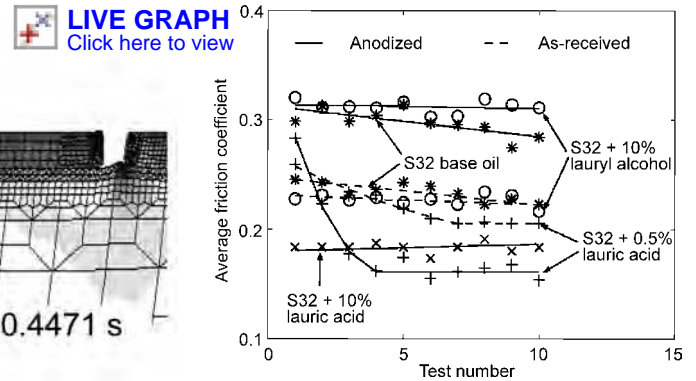 LIVE GRAPH
Click here to view
0.4471 s
Average friction coefficient
0.4
0.3
0.2
0.1
Anodized
As-received
S32 base oil
S32 + 10%
lauryl alcohol
S32 + 0.5%
lauric acid
S32 + 10%
lauric acid
0
5
10
15
Test number